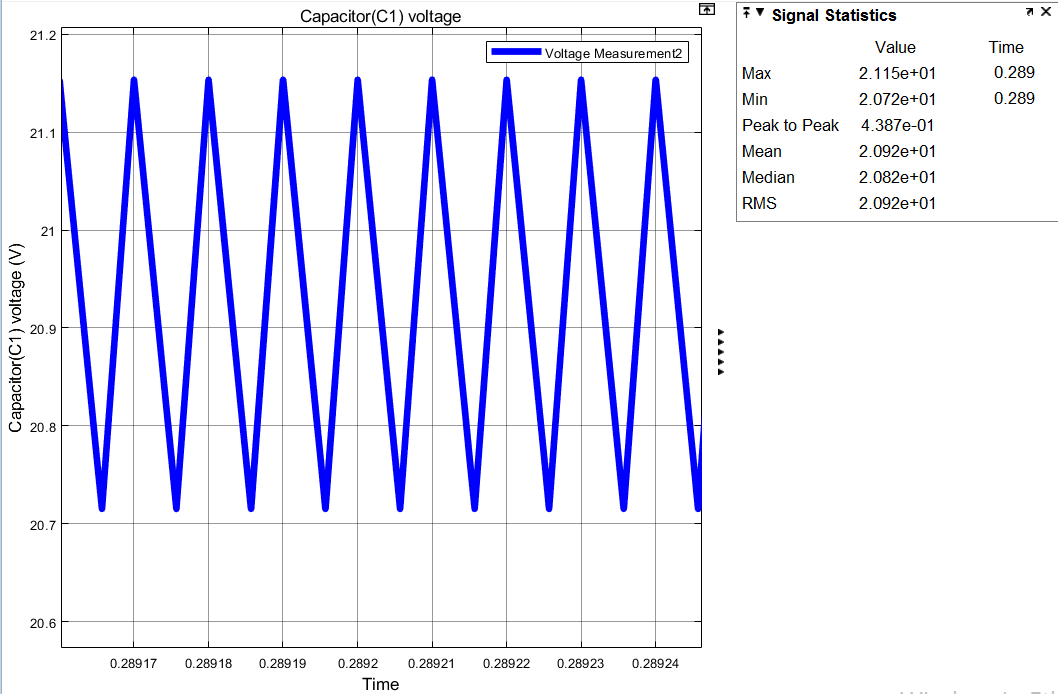 Capacitor(C1) voltage
Voltage Measurement2
21.2
21.1
21
20.9
20.8
20.7
20.6
Capacitor(C1) voltage (V)
0.28917 0.28918 0.28919 0.2892 0.28921 0.28922 0.28923 0.28924
Time
Signal Statistics
Value Time
Max 2.115e+01 0.289
Min 2.072e+01 0.289
Peak to Peak 4.387e-01
Mean 2.092e+01
Median 2.082e+01
RMS 2.092e+01